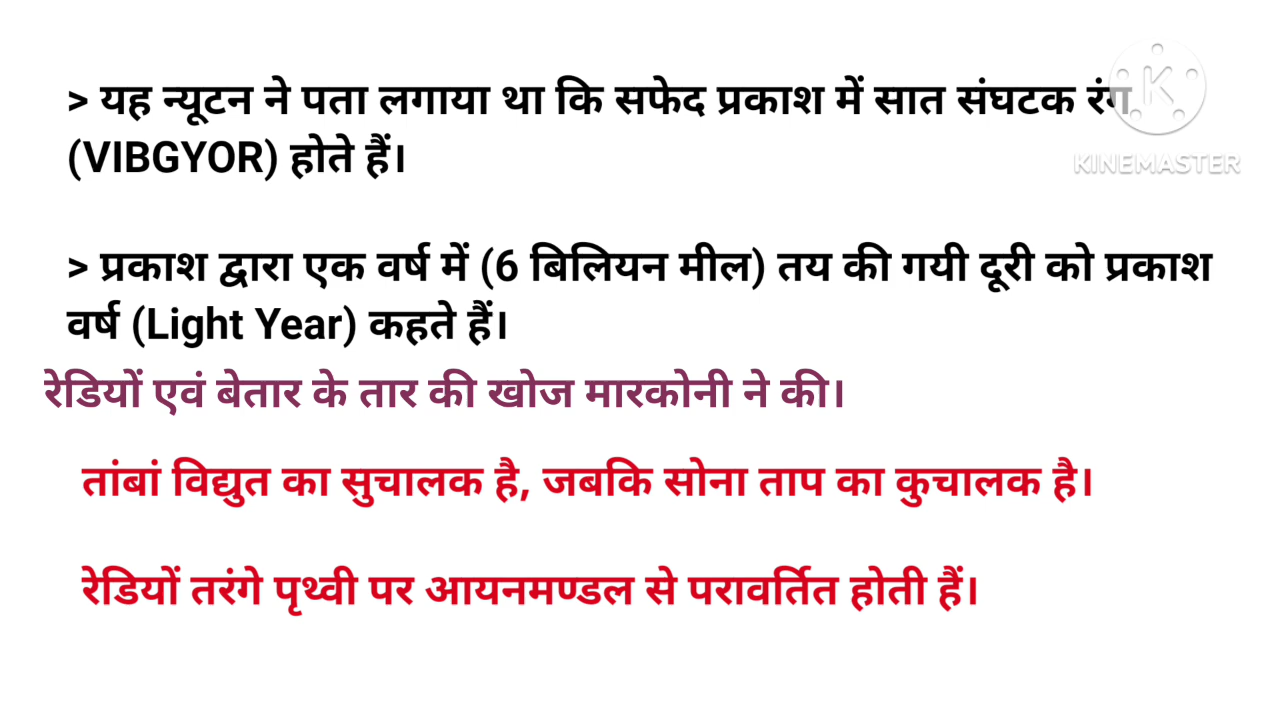 > यह न्यूटन ने पता लगाया था कि सफेद प्रकाश में सात संघटक रंग
(VIBGYOR) होते हैं।
KINEMASTER
> प्रकाश द्वारा एक वर्ष में (6 बिलियन मील) तय की गयी दूरी को प्रकाश
वर्ष (Light Year) कहते हैं।
रेडियों एवं बेतार के तार की खोज मारकोनी ने की।
तांबां विद्युत का सुचालक है, जबकि सोना ताप का कुचालक है।
रेडियों तरंगे पृथ्वी पर आयनमण्डल से परावर्तित होती हैं।